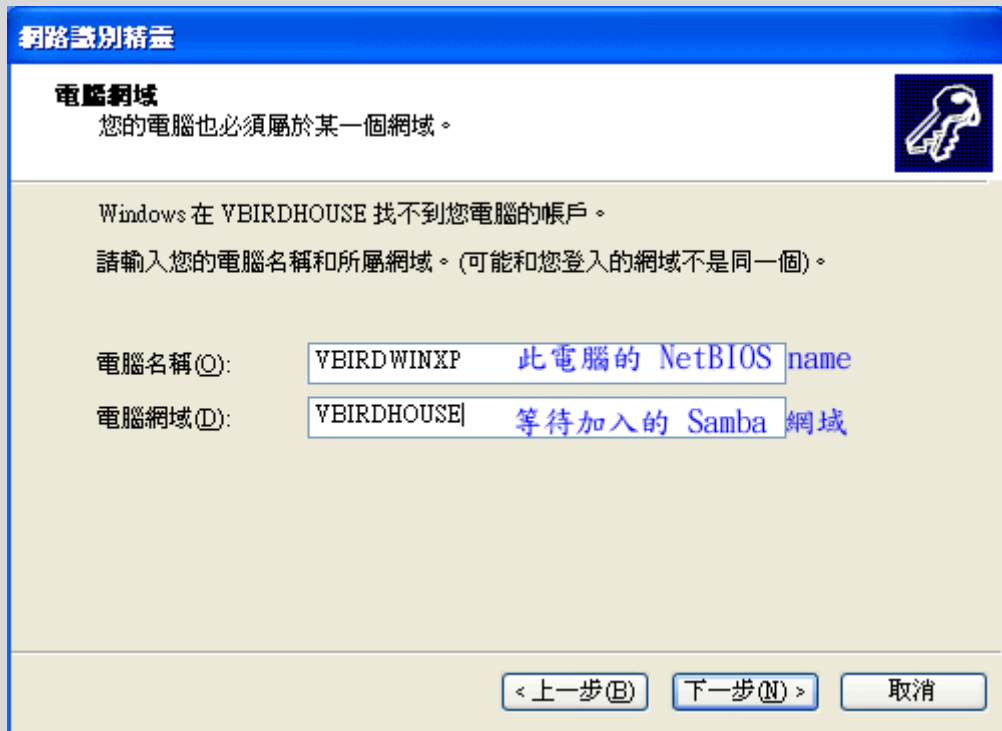 網路識別精靈
電腦網域
您的電腦也必須屬於某一個網域。
Windows 在 VBIRDHOUSE 找不到您電腦的帳戶。
請輸入您的電腦名稱和所屬網域。(可能和您登入的網域不是同一個)。
電腦名稱(O): VBIRDWINXP 此電腦的 NetBIOS name
電腦網域(D): VBIRDHOUSE 等待加入的 Samba 網域
< 上一步(B) 下一步(N) > 取消